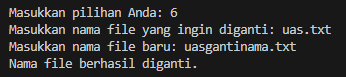 Masukkan pilihan Anda: 6
Masukkan nama file yang ingin diganti: uas.txt
Masukkan nama file baru: uasgantinama.txt
Nama file berhasil diganti.